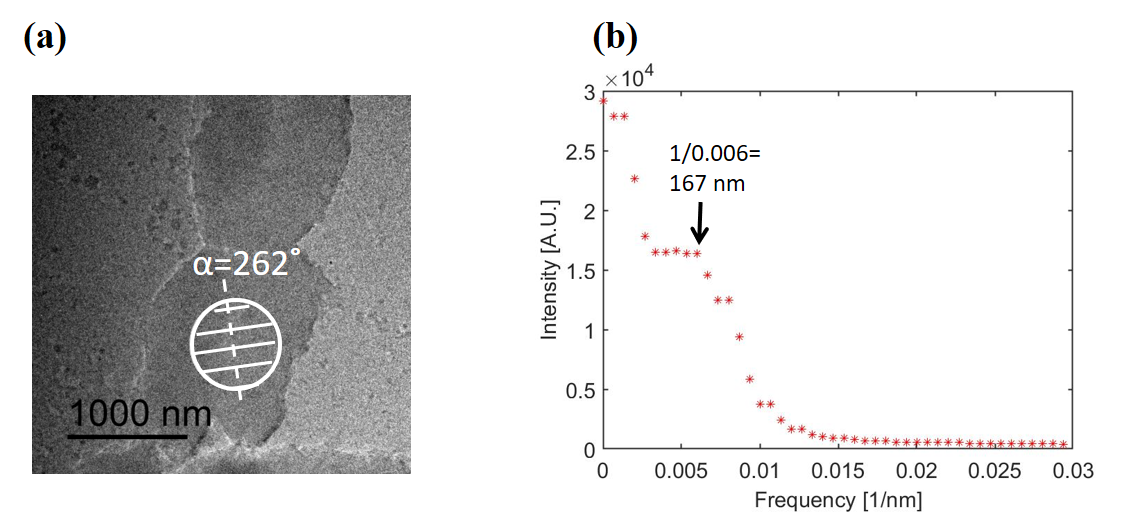 (a)
α=262°
1000 nm
(b)
×10⁴
3
2.5
2
1.5
1
0.5
0
Intensity [A.U.]
1/0.006=
167 nm
0 0.005 0.01 0.015 0.02 0.025 0.03
Frequency [1/nm]